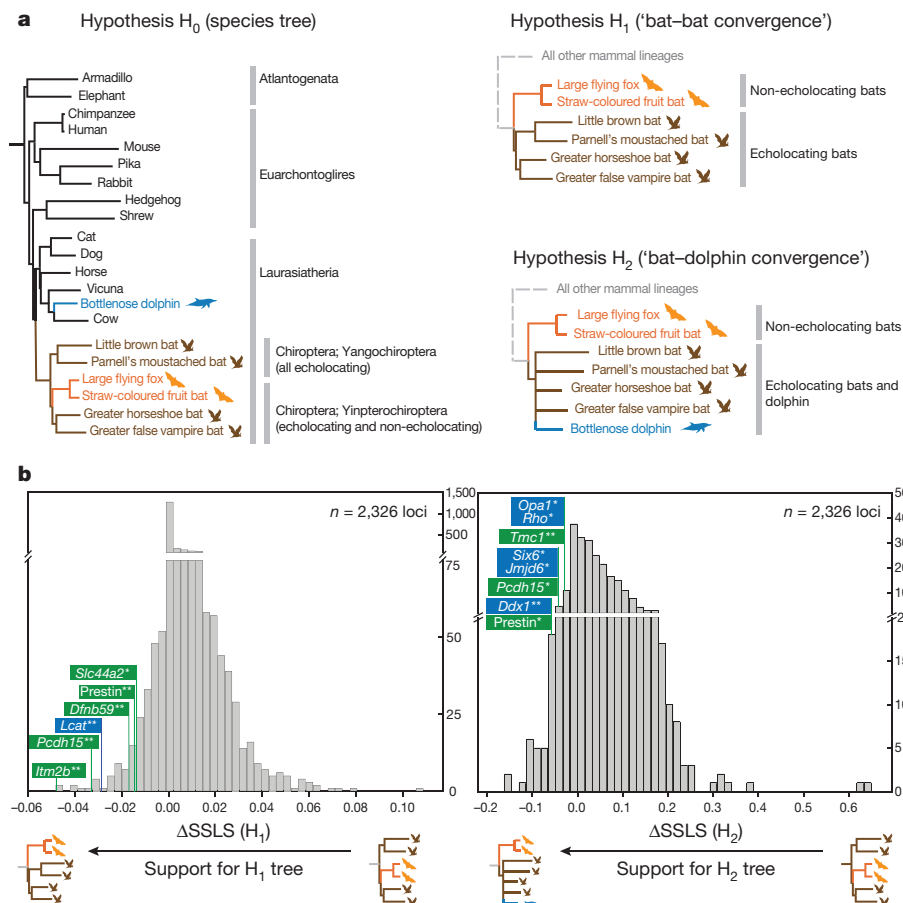 a
Hypothesis H0 (species tree)
Armadillo
Elephant
Chimpanzee
Human
Mouse
Pika
Rabbit
Hedgehog
Shrew
Cat
Dog
Horse
Vicuna
Bottlenose dolphin
Cow
Little brown bat
Parnell's moustached bat
Large flying fox
Straw-coloured fruit bat
Greater horseshoe bat
Greater false vampire bat
Atlantogenata
Euarchontoglires
Laurasiatheria
Chiroptera; Yangochiroptera
(all echolocating)
Chiroptera; Yinpterochiroptera
(echolocating and non-echolocating)
Hypothesis H1 ('bat–bat convergence')
All other mammal lineages
Large flying fox
Straw-coloured fruit bat
Little brown bat
Parnell's moustached bat
Greater horseshoe bat
Greater false vampire bat
Non-echolocating bats
Echolocating bats
Hypothesis H2 ('bat–dolphin convergence')
All other mammal lineages
Large flying fox
Straw-coloured fruit bat
Little brown bat
Parnell's moustached bat
Greater horseshoe bat
Greater false vampire bat
Bottlenose dolphin
Non-echolocating bats
Echolocating bats and
dolphin
b
n = 2,326 loci
1,500
1,000
500
75
50
25
0
Slc44a2*
Prestin**
Dfnb59**
Lcat**
Pcdh15**
Itm2b**
−0.06 −0.04 −0.02 0.00 0.02 0.04 0.06 0.08 0.10
ΔSSLS (H1)
Support for H1 tree
n = 2,326 loci
Opa1*
Rho*
Tmc1**
Six6*
Jmjd6*
Pcdh15*
Ddx1**
Prestin*
15
10
5
0
−0.2 −0.1 0.0 0.1 0.2 0.3 0.4 0.5 0.6
ΔSSLS (H2)
Support for H2 tree